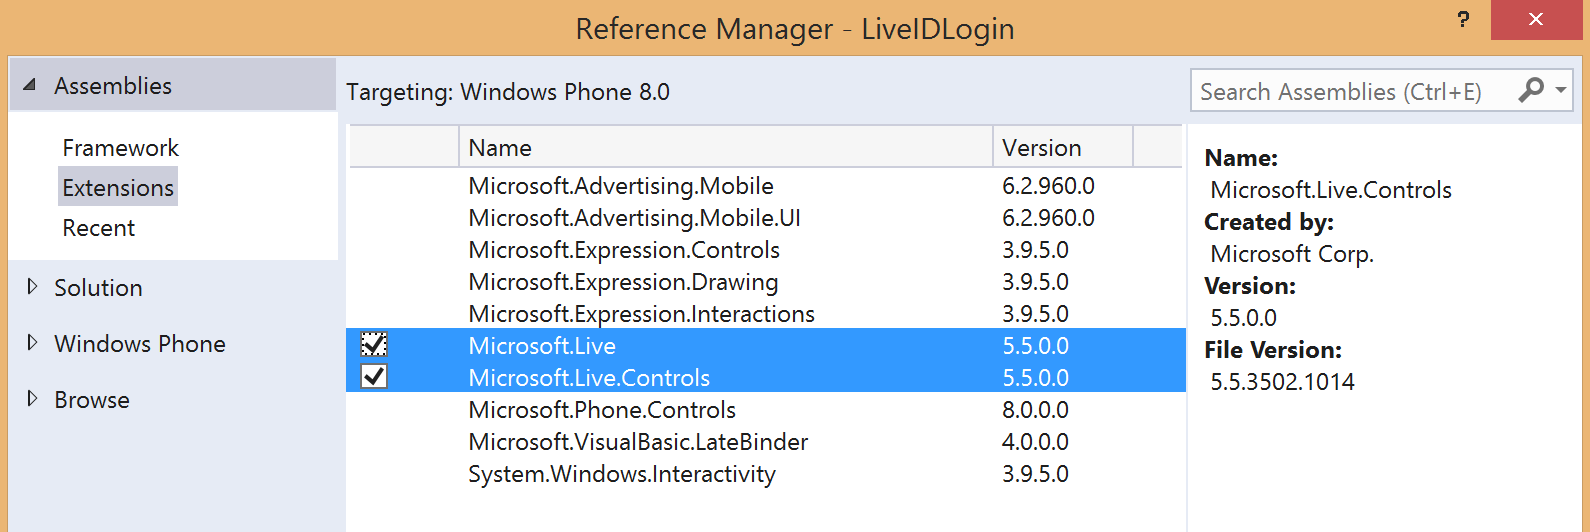 Reference Manager - LiveIDLogin
?
Assemblies
Framework
Extensions
Recent
Solution
Windows Phone
Browse
Targeting: Windows Phone 8.0
Search Assemblies (Ctrl+E)
Name Version
Microsoft.Advertising.Mobile 6.2.960.0
Microsoft.Advertising.Mobile.UI 6.2.960.0
Microsoft.Expression.Controls 3.9.5.0
Microsoft.Expression.Drawing 3.9.5.0
Microsoft.Expression.Interactions 3.9.5.0
Microsoft.Live 5.5.0.0
Microsoft.Live.Controls 5.5.0.0
Microsoft.Phone.Controls 8.0.0.0
Microsoft.VisualBasic.LateBinder 4.0.0.0
System.Windows.Interactivity 3.9.5.0
Name:
Microsoft.Live.Controls
Created by:
Microsoft Corp.
Version:
5.5.0.0
File Version:
5.5.3502.1014